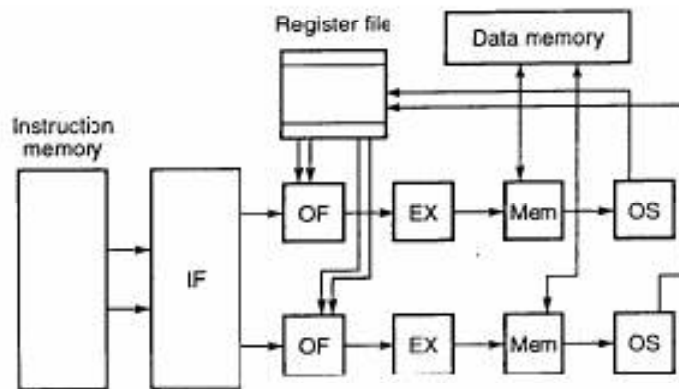 Register file
Data memory
Instruction
memory
IF
OF
EX
Mem
OS
OF
EX
Mem
OS